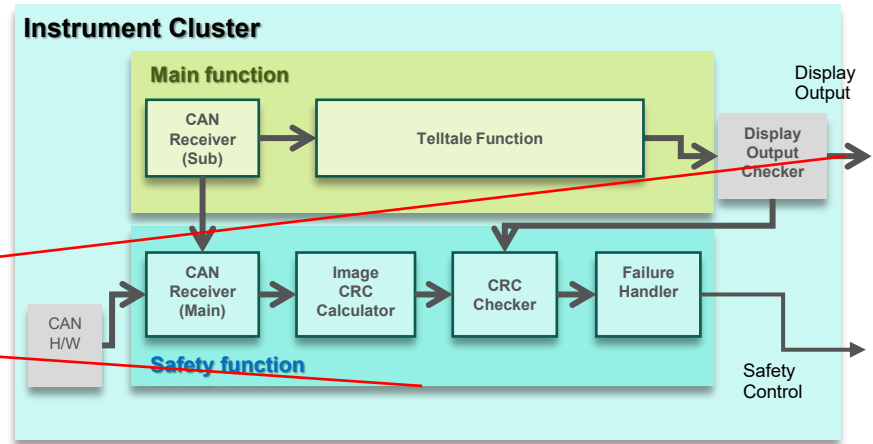 Instrument Cluster
Main function
CAN
Receiver
(Sub)
Telltale Function
Display
Output
Checker
Display
Output
CAN
Receiver
(Main)
Image
CRC
Calculator
CRC
Checker
Failure
Handler
CAN
H/W
Safety function
Safety
Control